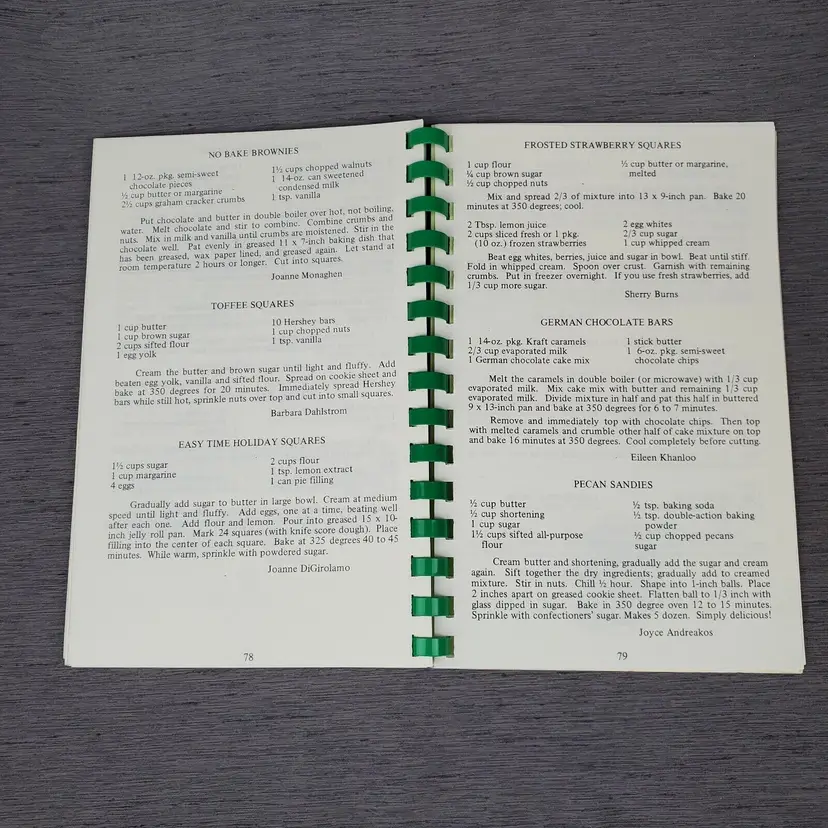 NO BAKE BROWNIES
1 12-oz. pkg. semi-sweet
chocolate pieces
½ cup butter or margarine
2½ cups graham cracker crumbs
1½ cups chopped walnuts
1 14-oz. can sweetened
condensed milk
1 tsp. vanilla
Put chocolate and butter in double boiler over hot, not boiling,
water. Melt chocolate and stir to combine. Combine crumbs and
nuts. Mix in milk and vanilla until crumbs are moistened. Stir in the
chocolate well. Pat evenly in greased 11 x 7-inch baking dish that
has been greased, wax paper lined, and greased again. Let stand at
room temperature 2 hours or longer. Cut into squares.
Joanne Monaghen
TOFFEE SQUARES
1 cup butter
1 cup brown sugar
2 cups sifted flour
1 egg yolk
10 Hershey bars
1 cup chopped nuts
1 tsp. vanilla
Cream the butter and brown sugar until light and fluffy. Add
beaten egg yolk, vanilla and sifted flour. Spread on cookie sheet and
bake at 350 degrees for 20 minutes. Immediately spread Hershey
bars while still hot, sprinkle nuts over top and cut into small squares.
Barbara Dahlstrom
EASY TIME HOLIDAY SQUARES
1½ cups sugar
1 cup margarine
4 eggs
2 cups flour
1 tsp. lemon extract
1 can pie filling
Gradually add sugar to butter in large bowl. Cream at medium
speed until light and fluffy. Add eggs, one at a time, beating well
after each one. Add flour and lemon. Pour into greased 15 x 10-
inch jelly roll pan. Mark 24 squares (with knife score dough). Place
filling into the center of each square. Bake at 325 degrees 40 to 45
minutes. While warm, sprinkle with powdered sugar.
Joanne DiGirolamo
78
FROSTED STRAWBERRY SQUARES
1 cup flour
¼ cup brown sugar
½ cup chopped nuts
½ cup butter or margarine,
melted
Mix and spread 2/3 of mixture into 13 x 9-inch pan. Bake 20
minutes at 350 degrees; cool.
2 Tbsp. lemon juice
2 cups sliced fresh or 1 pkg.
(10 oz.) frozen strawberries
2 egg whites
2/3 cup sugar
1 cup whipped cream
Beat egg whites, berries, juice and sugar in bowl. Beat until stiff.
Fold in whipped cream. Spoon over crust. Garnish with remaining
crumbs. Put in freezer overnight. If you use fresh strawberries, add
1/3 cup more sugar.
Sherry Burns
GERMAN CHOCOLATE BARS
1 14-oz. pkg. Kraft caramels
2/3 cup evaporated milk
1 German chocolate cake mix
1 stick butter
1 6-oz. pkg. semi-sweet
chocolate chips
Melt the caramels in double boiler (or microwave) with 1/3 cup
evaporated milk. Mix cake mix with butter and remaining 1/3 cup
evaporated milk. Divide mixture in half and pat this half in buttered
9 x 13-inch pan and bake at 350 degrees for 6 to 7 minutes.
Remove and immediately top with chocolate chips. Then top
with melted caramels and crumble other half of cake mixture on top
and bake 16 minutes at 350 degrees. Cool completely before cutting.
Eileen Khanloo
PECAN SANDIES
½ cup butter
½ cup shortening
1 cup sugar
1½ cups sifted all-purpose
flour
½ tsp. baking soda
½ tsp. double-action baking
powder
½ cup chopped pecans
sugar
Cream butter and shortening, gradually add the sugar and cream
again. Sift together the dry ingredients; gradually add to creamed
mixture. Stir in nuts. Chill ½ hour. Shape into 1-inch balls. Place
2 inches apart on greased cookie sheet. Flatten ball to 1/3 inch with
glass dipped in sugar. Bake in 350 degree oven 12 to 15 minutes.
Sprinkle with confectioners' sugar. Makes 5 dozen. Simply delicious!
Joyce Andreakos
79